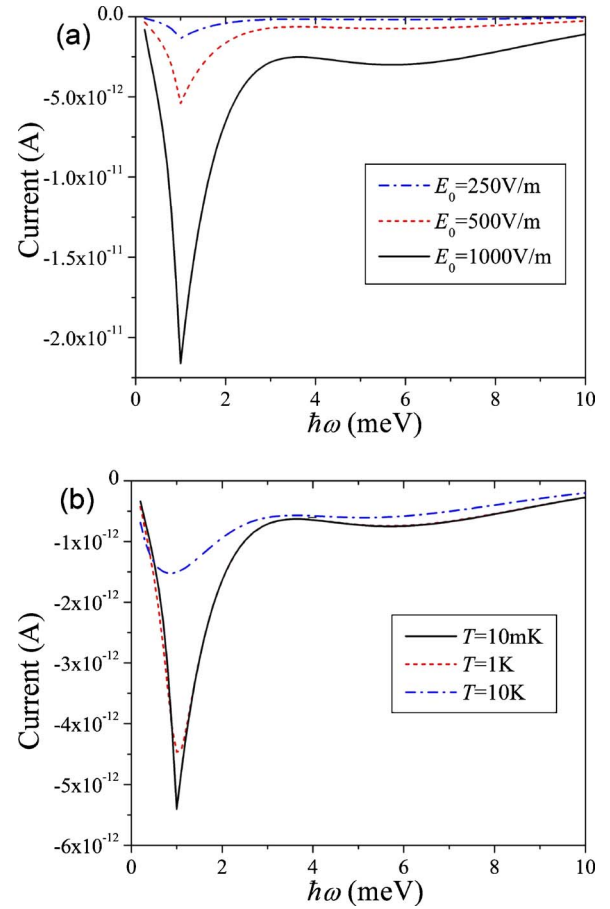 (a)
0.0
-5.0x10⁻¹²
-1.0x10⁻¹¹
-1.5x10⁻¹¹
-2.0x10⁻¹¹
Current (A)
E₀=250V/m
E₀=500V/m
E₀=1000V/m
0 2 4 6 8 10
ħω (meV)
(b)
0
-1x10⁻¹²
-2x10⁻¹²
-3x10⁻¹²
-4x10⁻¹²
-5x10⁻¹²
-6x10⁻¹²
Current (A)
T=10mK
T=1K
T=10K
0 2 4 6 8 10
ħω (meV)